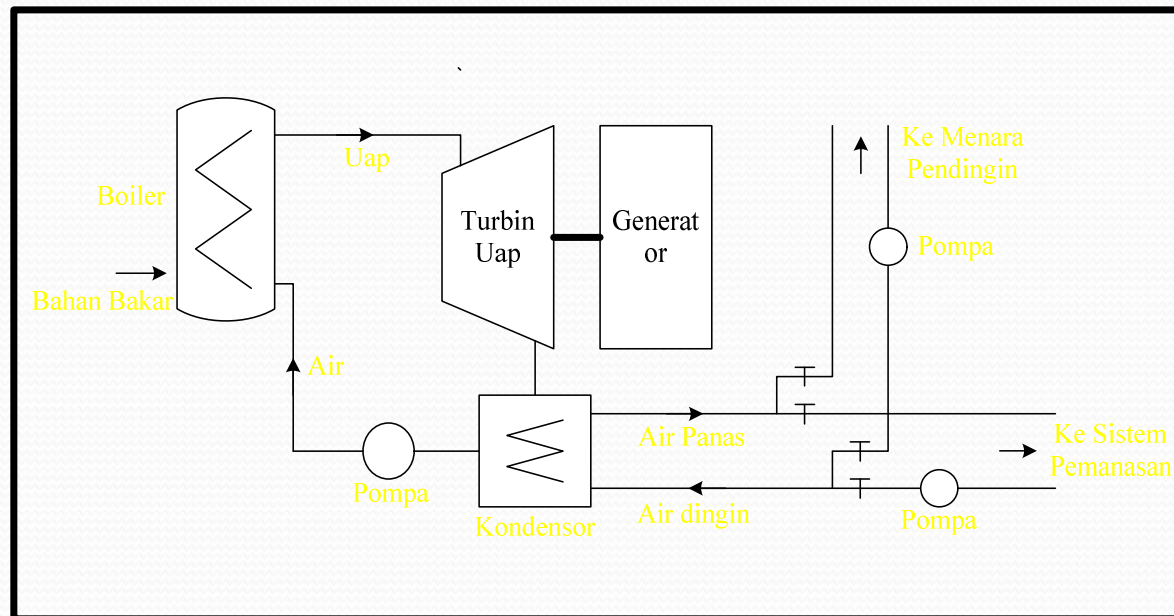 Uap
Boiler
Bahan Bakar
Turbin
Uap
Generat
or
Ke Menara
Pendingin
Pompa
Air
Pompa
Kondensor
Air Panas
Air dingin
Ke Sistem
Pemanasan
Pompa